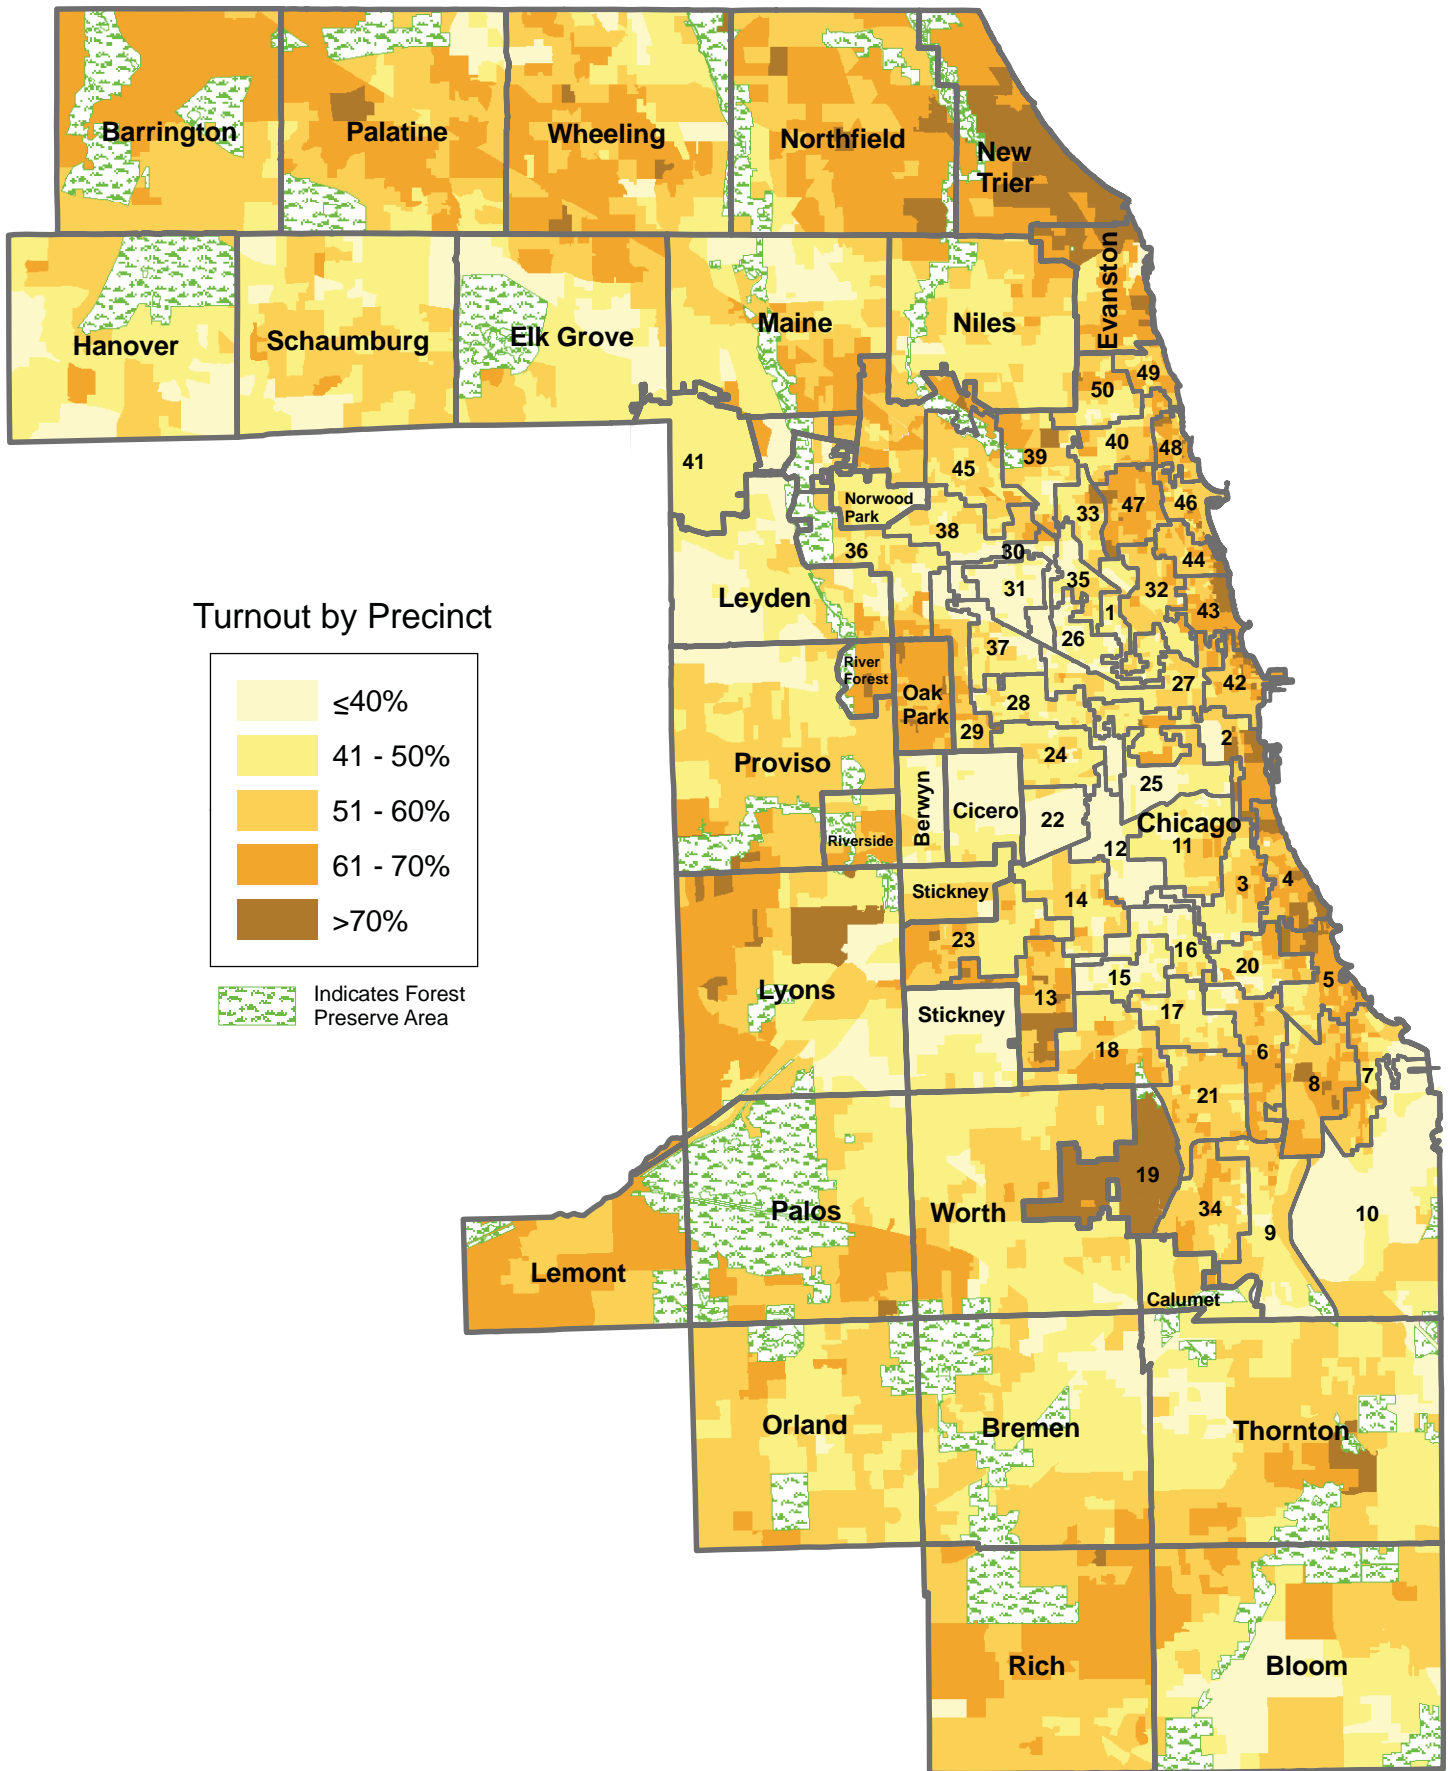 Barrington
Palatine
Wheeling
Northfield
New
Trier
Evanston
Hanover
Schaumburg
Elk Grove
Maine
Niles
49
50
41
45
39
40
48
Norwood
Park
38
33
47
46
36
30
44
Leyden
31
35
32
1
43
26
37
River
Forest
Oak
Park
28
27
42
29
2
Proviso
24
Berwyn
Cicero
25
22
Chicago
Riverside
12
11
Stickney
14
3
4
23
16
20
15
5
Lyons
13
17
Stickney
18
6
7
8
21
19
Palos
Worth
34
10
9
Lemont
Calumet
Orland
Bremen
Thornton
Rich
Bloom
Turnout by Precinct
≤40%
41 - 50%
51 - 60%
61 - 70%
>70%
Indicates Forest
Preserve Area